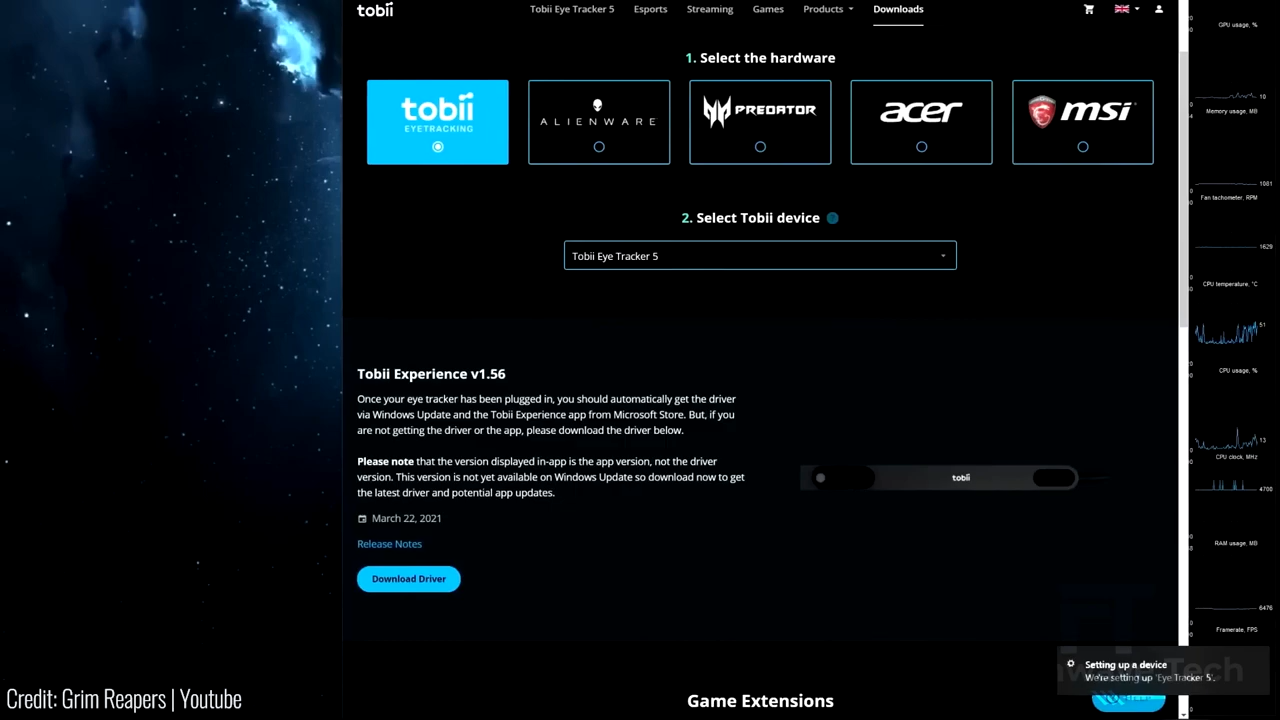 tobii
Tobii Eye Tracker 5 Esports Streaming Games Products Downloads
1. Select the hardware
tobii
EYETRACKING
ALIENWARE
PREDATOR
acer
msi
2. Select Tobii device
Tobii Eye Tracker 5
Tobii Experience v1.56
Once your eye tracker has been plugged in, you should automatically get the driver
via Windows Update and the Tobii Experience app from Microsoft Store. But, if you
are not getting the driver or the app, please download the driver below.
Please note that the version displayed in-app is the app version, not the driver
version. This version is not yet available on Windows Update so download now to get
the latest driver and potential app updates.
March 22, 2021
Release Notes
Download Driver
tobii
Game Extensions
Setting up a device
We're setting up 'EyeTracker 5'.
Credit: Grim Reapers | Youtube
GPU usage, %
10
Memory usage, MB
1981
Fan tachometer, RPM
1629
CPU temperature, °C
51
CPU usage, %
13
CPU clock, MHz
4700
RAM usage, MB
6476
Framerate, FPS